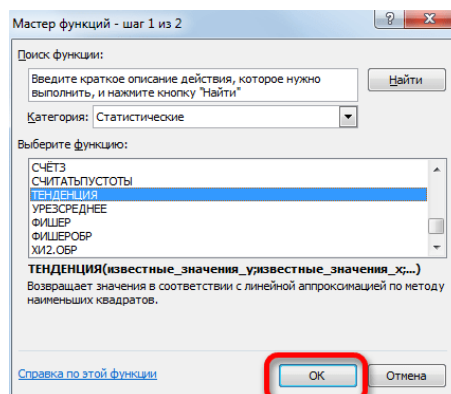 Мастер функций - шаг 1 из 2
Поиск функции:
Введите краткое описание действия, которое нужно
выполнить, и нажмите кнопку "Найти"
Найти
Категория: Статистические
Выберите функцию:
СЧЁТЗ
СЧИТАТЬПУСТОТЫ
ТЕНДЕНЦИЯ
УРЕЗСРЕДНЕЕ
ФИШЕР
ФИШЕРОБР
ХИ2.ОБР
ТЕНДЕНЦИЯ(известные_значения_y;известные_значения_x;...)
Возвращает значения в соответствии с линейной аппроксимацией по методу
наименьших квадратов.
Справка по этой функции
ОК
Отмена